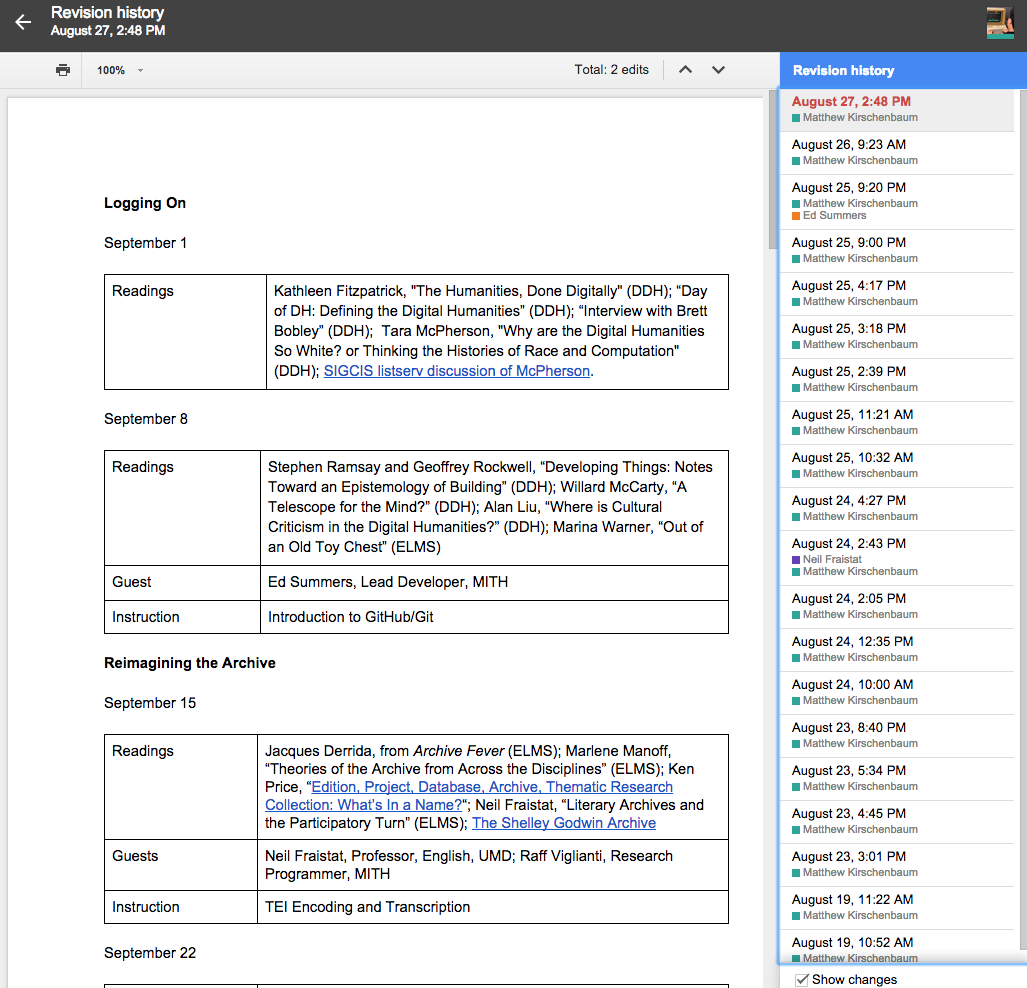 Revision history
August 27, 2:48 PM
100%
Total: 2 edits
Logging On
September 1
Readings
Kathleen Fitzpatrick, "The Humanities, Done Digitally" (DDH); “Day
of DH: Defining the Digital Humanities” (DDH); “Interview with Brett
Bobley” (DDH);  Tara McPherson, "Why are the Digital Humanities
So White? or Thinking the Histories of Race and Computation"
(DDH); SIGCIS listserv discussion of McPherson.
September 8
Readings
Stephen Ramsay and Geoffrey Rockwell, “Developing Things: Notes
Toward an Epistemology of Building” (DDH); Willard McCarty, “A
Telescope for the Mind?” (DDH); Alan Liu, “Where is Cultural
Criticism in the Digital Humanities?” (DDH); Marina Warner, “Out of
an Old Toy Chest” (ELMS)
Guest
Ed Summers, Lead Developer, MITH
Instruction
Introduction to GitHub/Git
Reimagining the Archive
September 15
Readings
Jacques Derrida, from Archive Fever (ELMS); Marlene Manoff,
“Theories of the Archive from Across the Disciplines” (ELMS); Ken
Price, “Edition, Project, Database, Archive, Thematic Research
Collection: What's In a Name?“; Neil Fraistat, “Literary Archives and
the Participatory Turn” (ELMS); The Shelley Godwin Archive
Guests
Neil Fraistat, Professor, English, UMD; Raff Viglianti, Research
Programmer, MITH
Instruction
TEI Encoding and Transcription
September 22
Revision history
August 27, 2:48 PM
Matthew Kirschenbaum
August 26, 9:23 AM
Matthew Kirschenbaum
August 25, 9:20 PM
Matthew Kirschenbaum
Ed Summers
August 25, 9:00 PM
Matthew Kirschenbaum
August 25, 4:17 PM
Matthew Kirschenbaum
August 25, 3:18 PM
Matthew Kirschenbaum
August 25, 2:39 PM
Matthew Kirschenbaum
August 25, 11:21 AM
Matthew Kirschenbaum
August 25, 10:32 AM
Matthew Kirschenbaum
August 24, 4:27 PM
Matthew Kirschenbaum
August 24, 2:43 PM
Neil Fraistat
Matthew Kirschenbaum
August 24, 2:05 PM
Matthew Kirschenbaum
August 24, 12:35 PM
Matthew Kirschenbaum
August 24, 10:00 AM
Matthew Kirschenbaum
August 23, 8:40 PM
Matthew Kirschenbaum
August 23, 5:34 PM
Matthew Kirschenbaum
August 23, 4:45 PM
Matthew Kirschenbaum
August 23, 3:01 PM
Matthew Kirschenbaum
August 19, 11:22 AM
Matthew Kirschenbaum
August 19, 10:52 AM
Matthew Kirschenbaum
Show changes